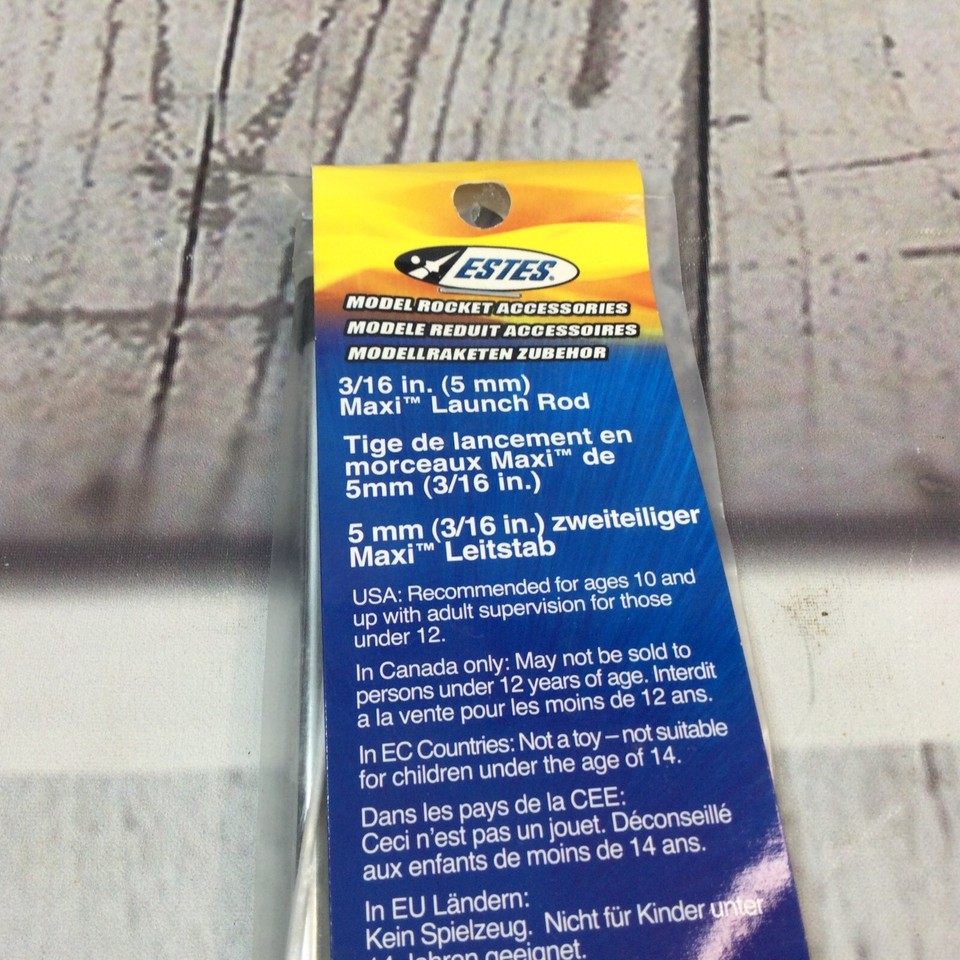 ESTES.
MODEL ROCKET ACCESSORIES
MODELE REDUIT ACCESSOIRES
MODELLRAKETEN ZUBEHOR
3/16 in. (5 mm)
Maxi™ Launch Rod
Tige de lancement en
morceaux Maxi™ de
5mm (3/16 in.)
5 mm (3/16 in.) zweiteiliger
Maxi™ Leitstab
USA: Recommended for ages 10 and
up with adult supervision for those
under 12.
In Canada only: May not be sold to
persons under 12 years of age. Interdit
a la vente pour les moins de 12 ans.
In EC Countries: Not a toy – not suitable
for children under the age of 14.
Dans les pays de la CEE:
Ceci n'est pas un jouet. Déconseillé
aux enfants de moins de 14 ans.
In EU Ländern:
Kein Spielzeug. Nicht für Kinder unter
14 Jahren geeignet.